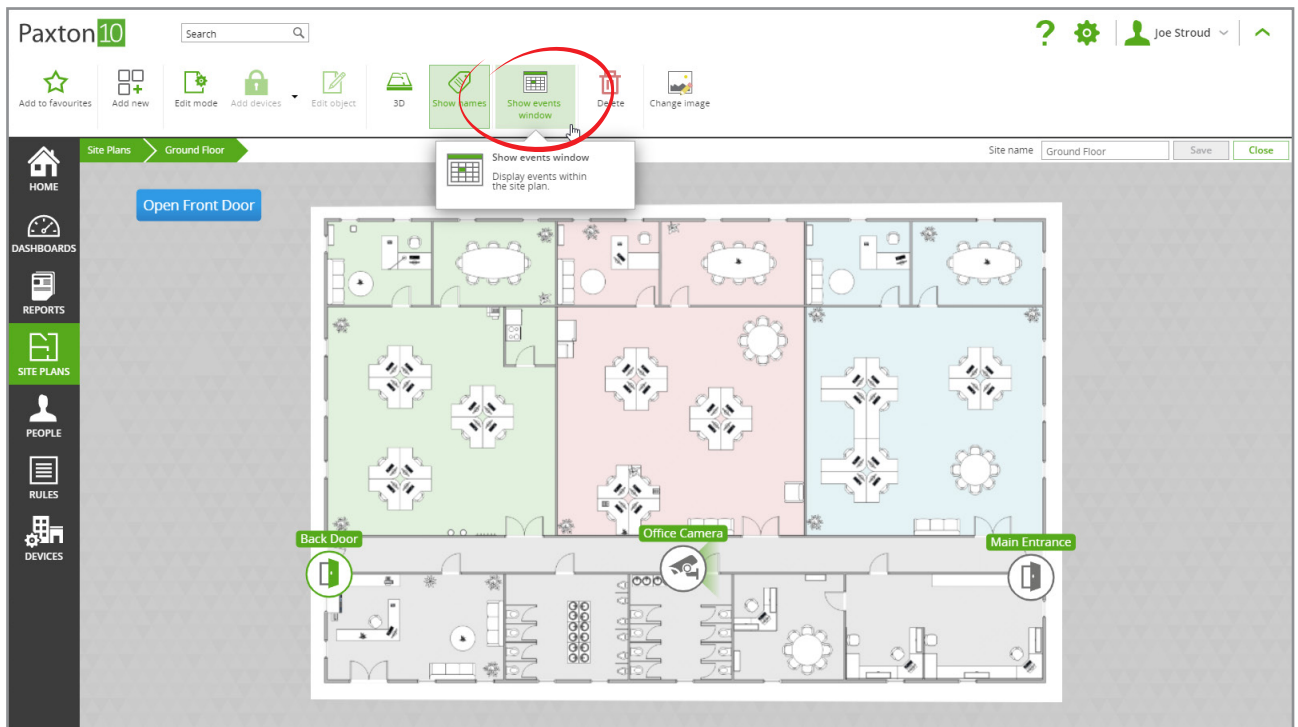 Paxton 10
Search
?
Joe Stroud
Add to favourites
Add new
Edit mode
Add devices
Edit object
3D
Show names
Show events
window
Delete
Change image
Site Plans
Ground Floor
Site name
Ground Floor
Save
Close
Show events window
Display events within
the site plan.
HOME
DASHBOARDS
REPORTS
SITE PLANS
PEOPLE
RULES
DEVICES
Open Front Door
Back Door
Office Camera
Main Entrance